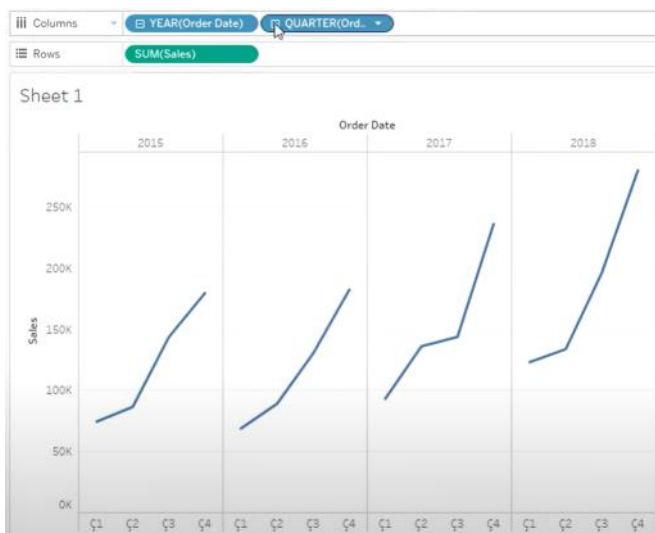 Columns YEAR(Order Date) QUARTER(Ord..
Rows SUM(Sales)
Sheet 1
Order Date
2015 2016 2017 2018
250K
200K
150K
100K
50K
0K
Sales
Ç1 Ç2 Ç3 Ç4 Ç1 Ç2 Ç3 Ç4 Ç1 Ç2 Ç3 Ç4 Ç1 Ç2 Ç3 Ç4